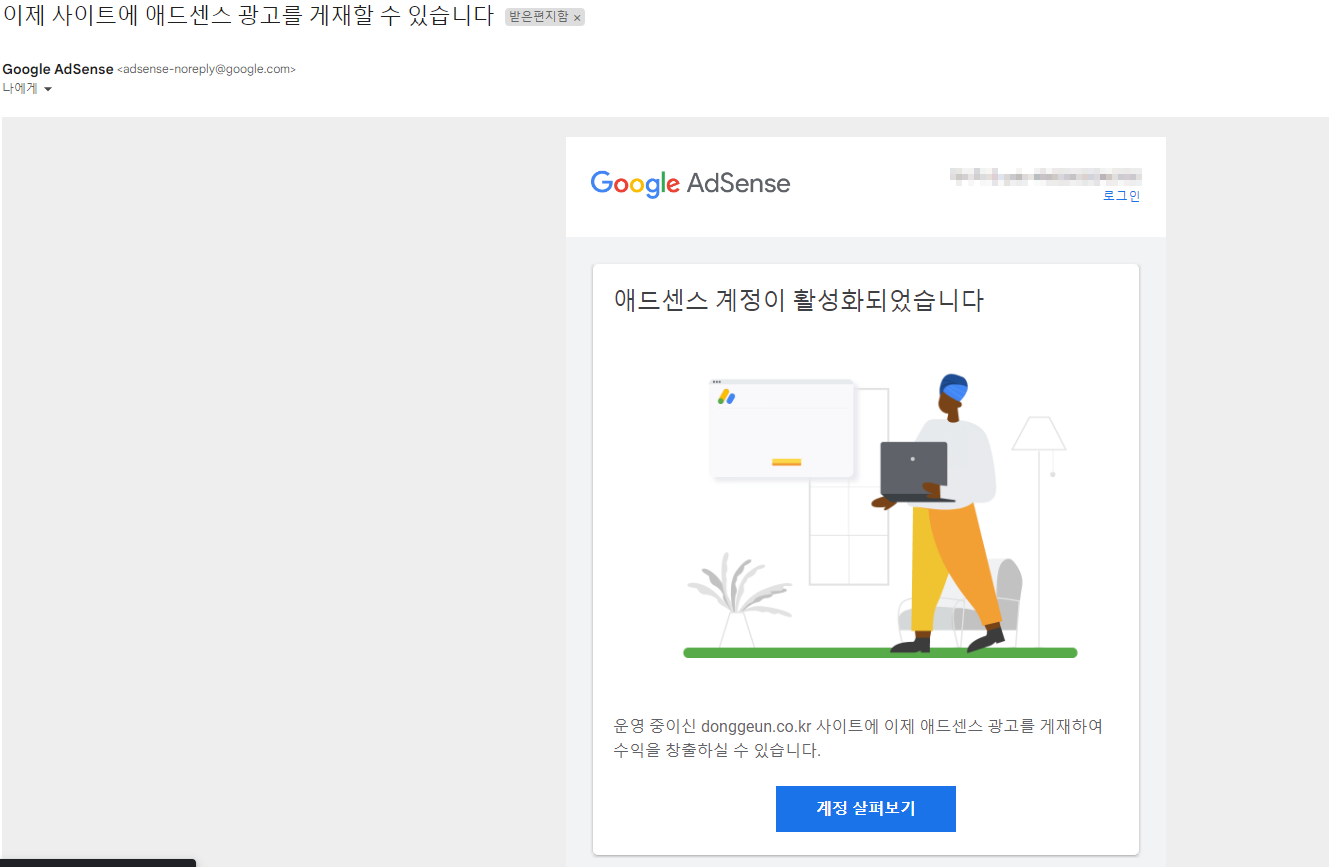 이제 사이트에 애드센스 광고를 게재할 수 있습니다 받은편지함 ×
Google AdSense <adsense-noreply@google.com>
나에게
Google AdSense
로그인
애드센스 계정이 활성화되었습니다
운영 중이신 donggeun.co.kr 사이트에 이제 애드센스 광고를 게재하여
수익을 창출하실 수 있습니다.
계정 살펴보기